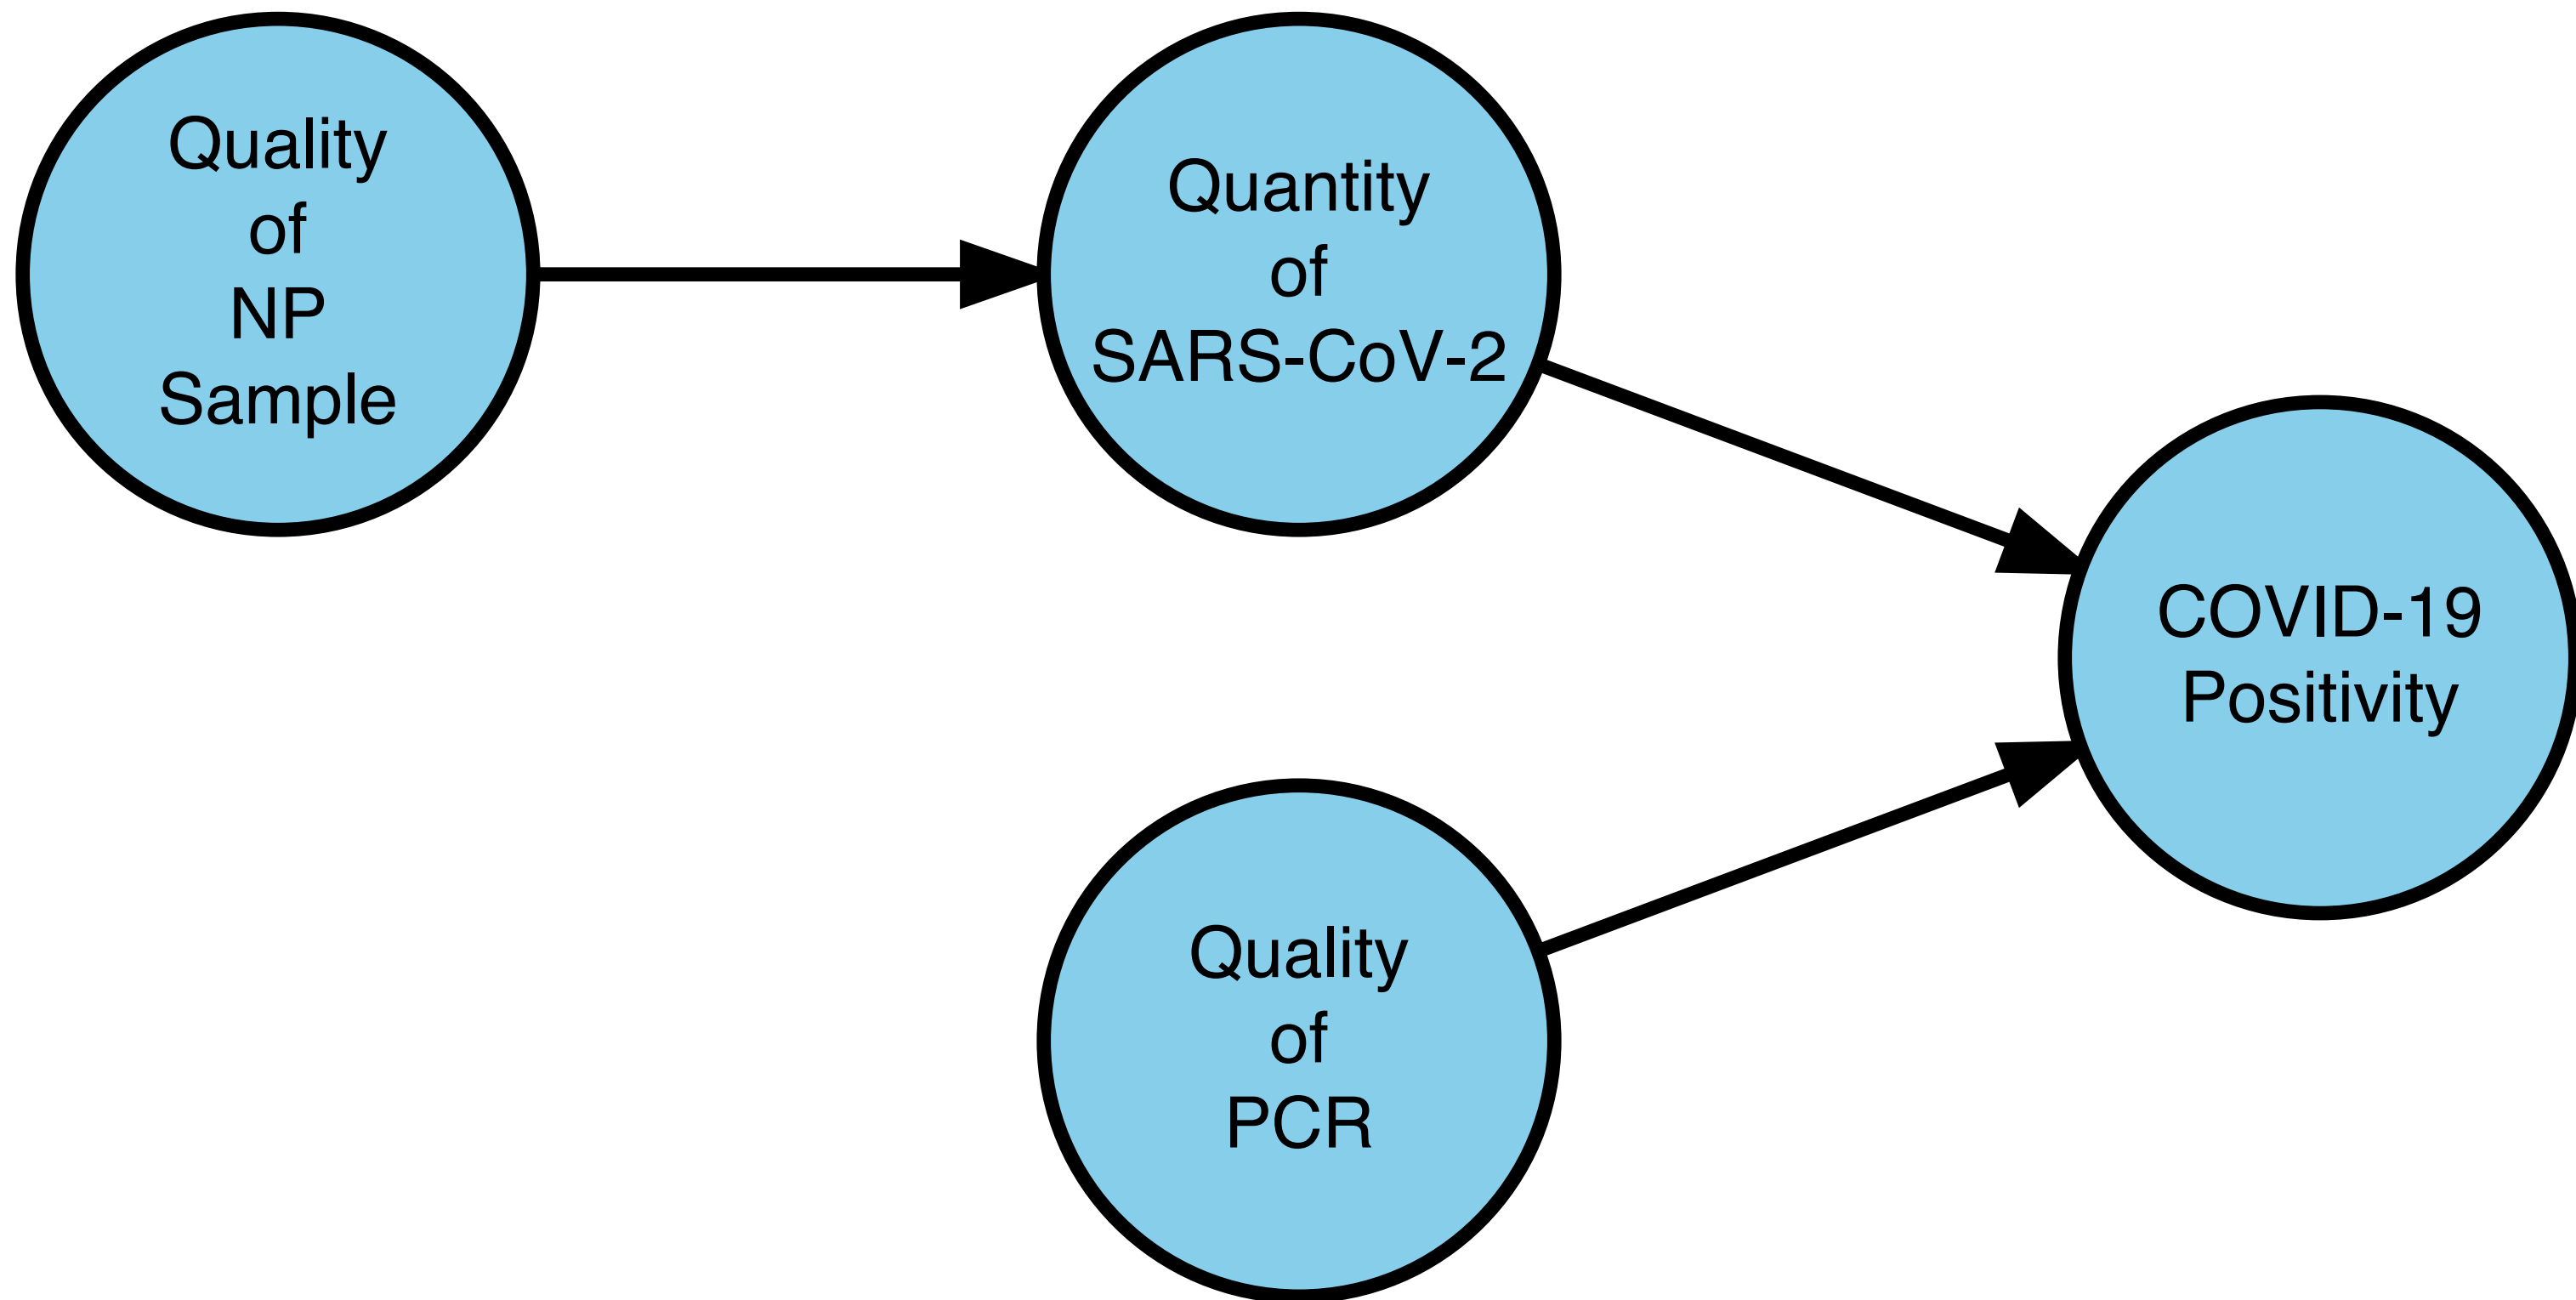 Quality
of
NP
Sample
Quantity
of
SARS-CoV-2
COVID-19
Positivity
Quality
of
PCR